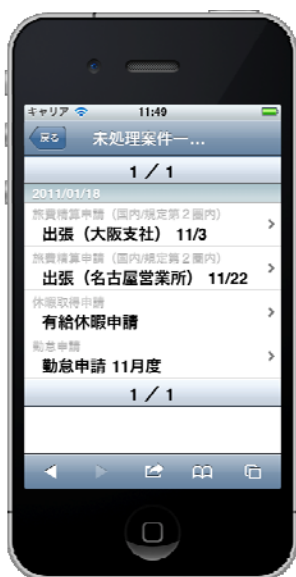 キャリア 11:49
戻る 未処理案件一...
1 / 1
2011/01/18
旅費精算申請（国内/規定第２圏内）
出張（大阪支社） 11/3
旅費精算申請（国内/規定第２圏内）
出張（名古屋営業所） 11/22
休暇取得申請
有給休暇申請
勤怠申請
勤怠申請 11月度
1 / 1